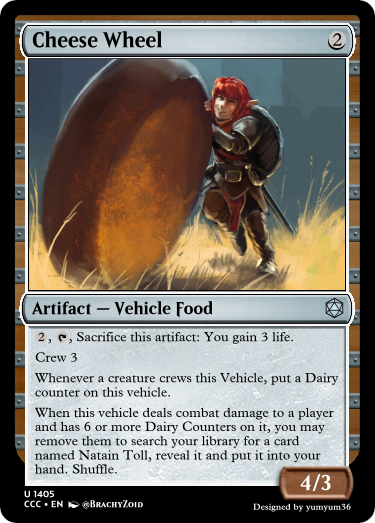 Cheese Wheel 2
Artifact — Vehicle Food
2, , Sacrifice this artifact: You gain 3 life.
Crew 3
Whenever a creature crews this Vehicle, put a Dairy
counter on this vehicle.
When this vehicle deals combat damage to a player
and has 6 or more Dairy Counters on it, you may
remove them to search your library for a card
named Natain Toll, reveal it and put it into your
hand. Shuffle.
4/3
U 1405
CCC • EN @BrachyZoid
Designed by yumyum36